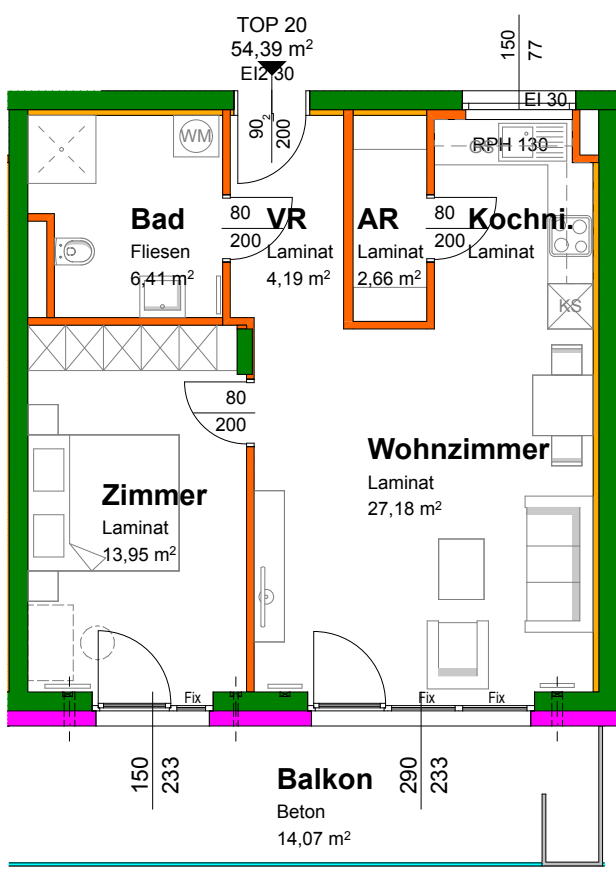 TOP 20
54,39 m²
EI2 30
90₂
200
150
77
EI 30
RPH 130
WM
Bad
Fliesen
6,41 m²
80
200
VR
Laminat
4,19 m²
AR
Laminat
2,66 m²
80
200
Kochni.
Laminat
KS
80
200
Zimmer
Laminat
13,95 m²
Wohnzimmer
Laminat
27,18 m²
Fix
Fix
Fix
150
233
290
233
Balkon
Beton
14,07 m²